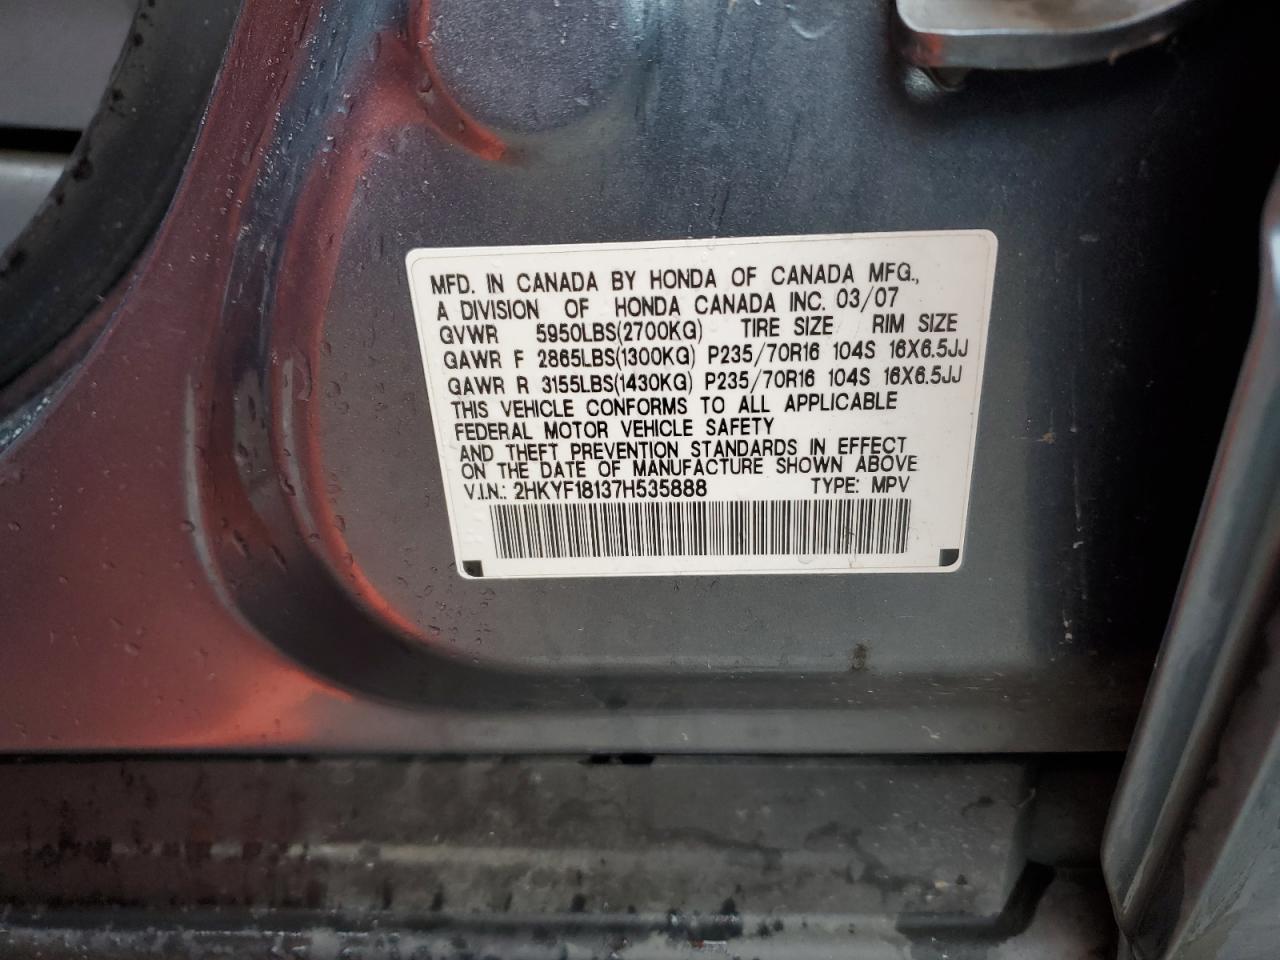 MFD. IN CANADA BY HONDA OF CANADA MFG.,
A DIVISION OF HONDA CANADA INC. 03/07
GVWR 5950LBS(2700KG) TIRE SIZE RIM SIZE
GAWR F 2865LBS(1300KG) P235/70R16 104S 16X6.5JJ
GAWR R 3155LBS(1430KG) P235/70R16 104S 16X6.5JJ
THIS VEHICLE CONFORMS TO ALL APPLICABLE
FEDERAL MOTOR VEHICLE SAFETY
AND THEFT PREVENTION STANDARDS IN EFFECT
ON THE DATE OF MANUFACTURE SHOWN ABOVE
V.I.N.: 2HKYF18137H535888 TYPE: MPV